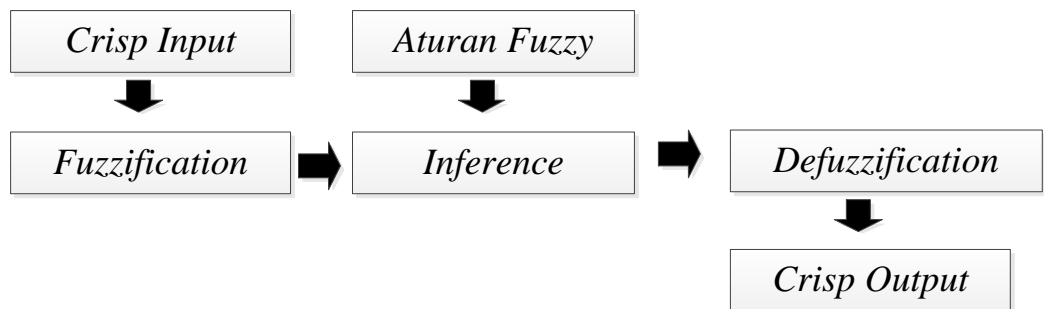 Crisp Input
Aturan Fuzzy
Fuzzification
Inference
Defuzzification
Crisp Output